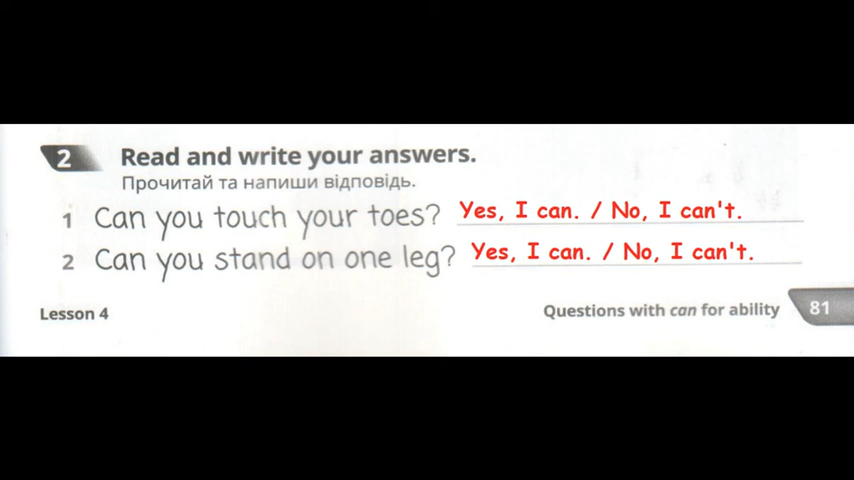 2 Read and write your answers.
Прочитай та напиши відповідь.
1 Can you touch your toes? Yes, I can. / No, I can't.
2 Can you stand on one leg? Yes, I can. / No, I can't.
Lesson 4 Questions with can for ability 81